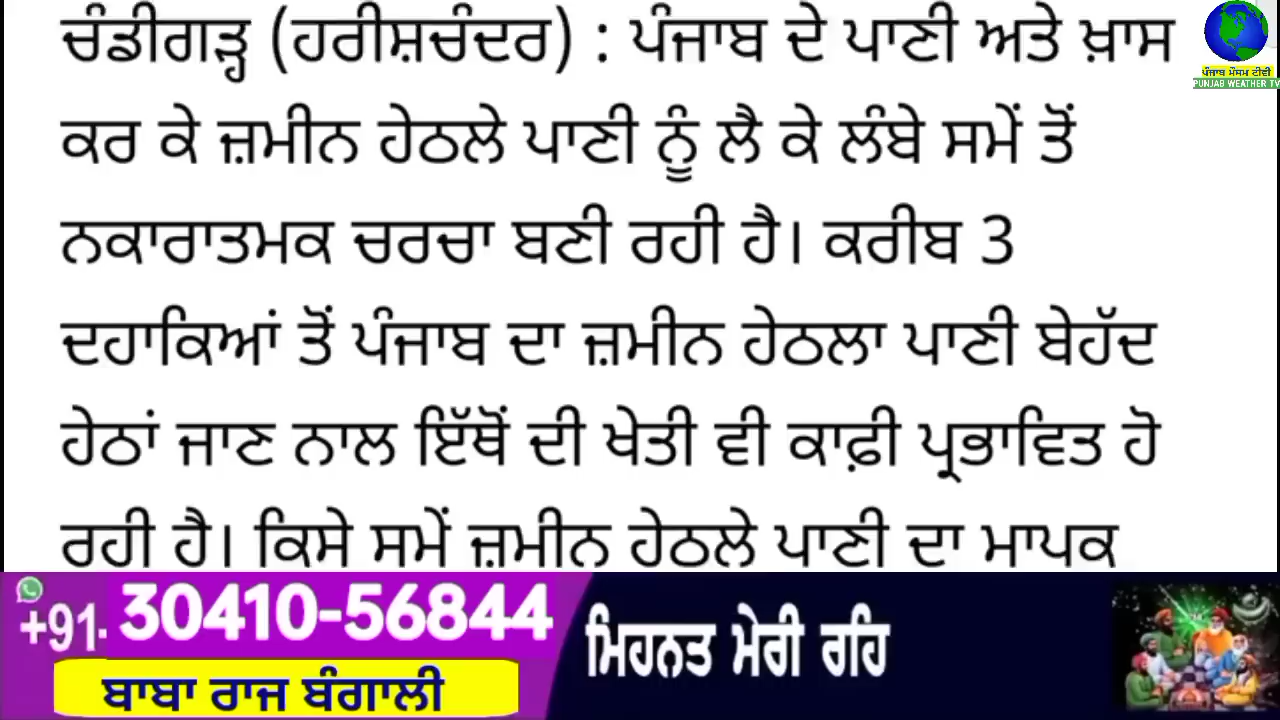 ਚੰਡੀਗੜ੍ਹ (ਹਰੀਸ਼ਚੰਦਰ) : ਪੰਜਾਬ ਦੇ ਪਾਣੀ ਅਤੇ ਖ਼ਾਸ
ਕਰ ਕੇ ਜ਼ਮੀਨ ਹੇਠਲੇ ਪਾਣੀ ਨੂੰ ਲੈ ਕੇ ਲੰਬੇ ਸਮੇਂ ਤੋਂ
ਨਕਾਰਾਤਮਕ ਚਰਚਾ ਬਣੀ ਰਹੀ ਹੈ। ਕਰੀਬ 3
ਦਹਾਕਿਆਂ ਤੋਂ ਪੰਜਾਬ ਦਾ ਜ਼ਮੀਨ ਹੇਠਲਾ ਪਾਣੀ ਬੇਹੱਦ
ਹੇਠਾਂ ਜਾਣ ਨਾਲ ਇੱਥੋਂ ਦੀ ਖੇਤੀ ਵੀ ਕਾਫ਼ੀ ਪ੍ਰਭਾਵਿਤ ਹੋ
ਰਹੀ ਹੈ। ਕਿਸੇ ਸਮੇਂ ਜ਼ਮੀਨ ਹੇਠਲੇ ਪਾਣੀ ਦਾ ਮਾਪਕ
ਪੰਜਾਬ ਮੌਸਮ ਟੀਵੀ
PUNJAB WEATHER TV
+91- 30410-56844
ਬਾਬਾ ਰਾਜ ਬੰਗਾਲੀ
ਮਿਹਨਤ ਮੇਰੀ ਰਹਿ